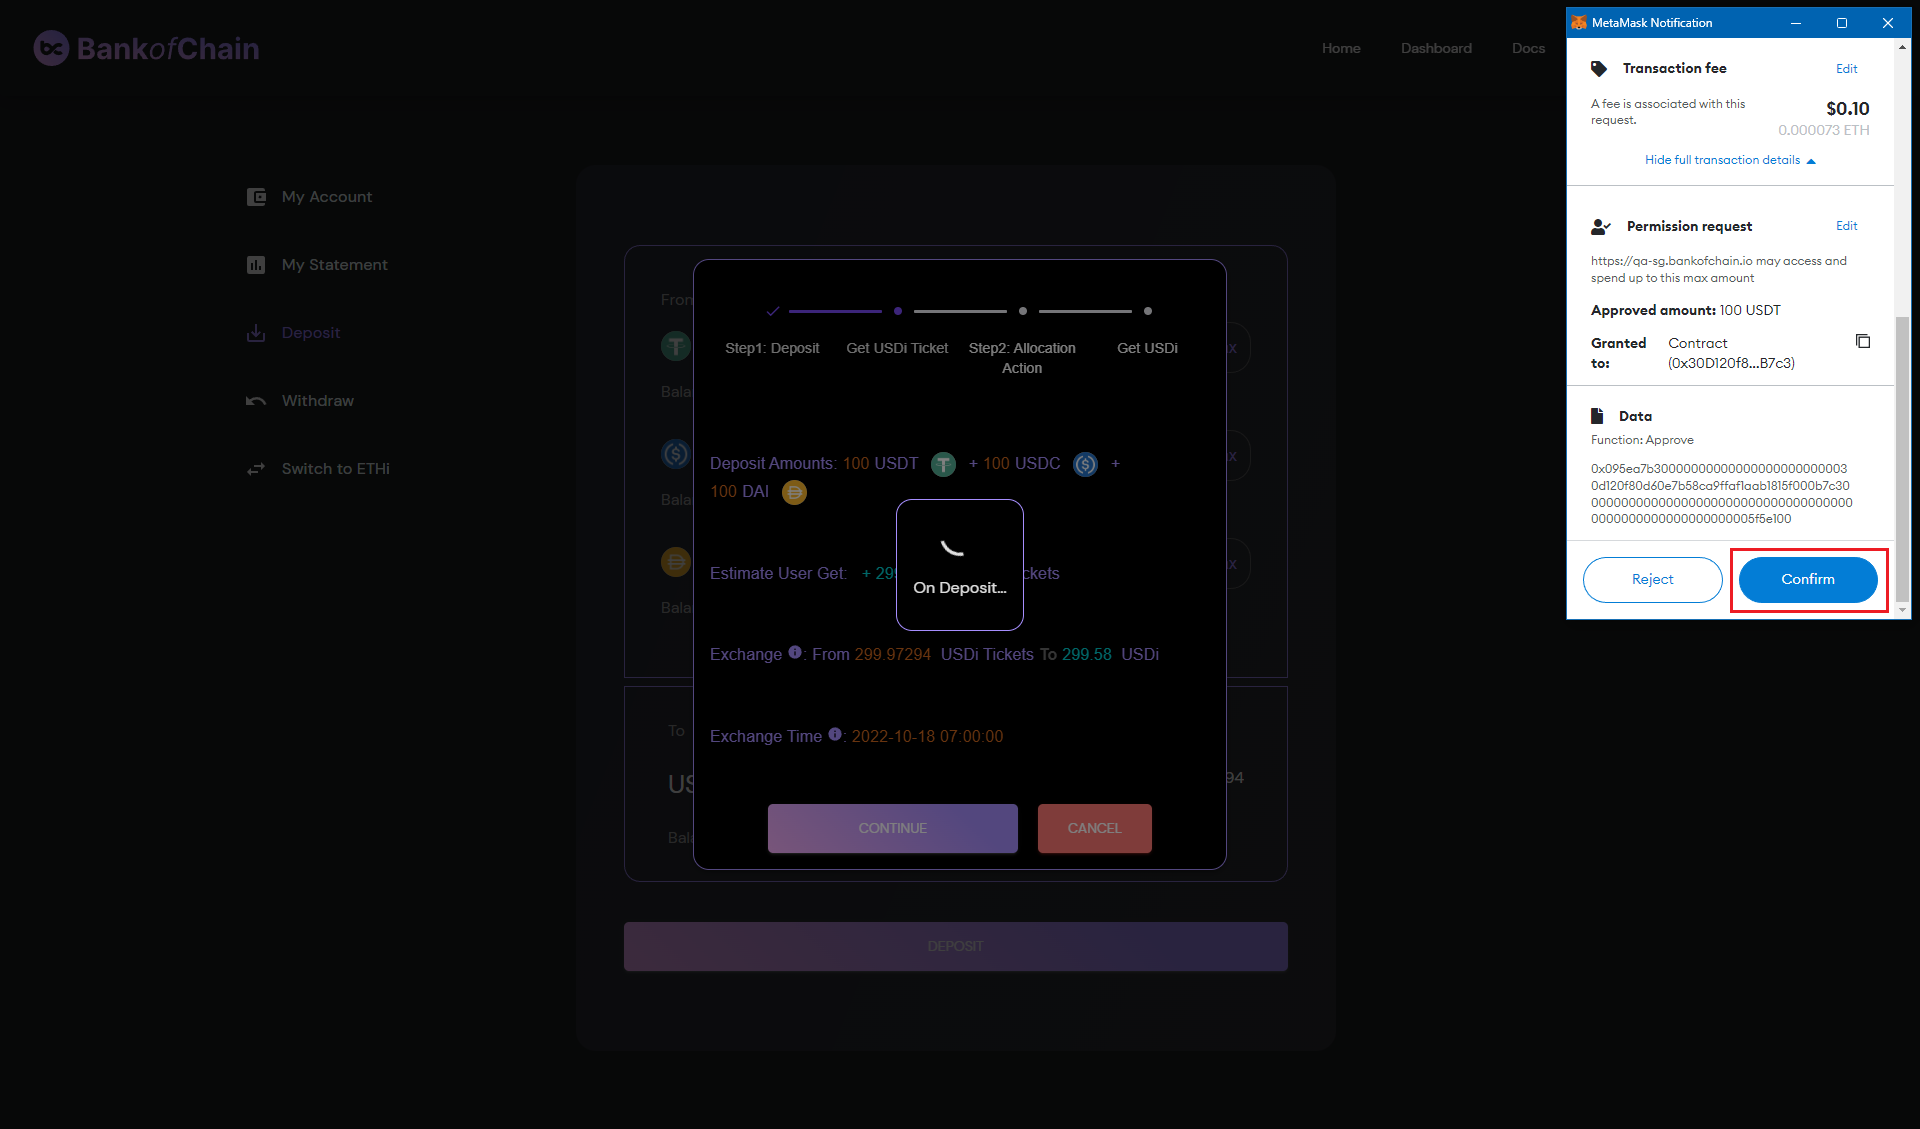 BankofChain
Home Dashboard Docs
My Account
My Statement
Deposit
Withdraw
Switch to ETHi
From
Bala
Bala
Bala
To
US
94
Bala
DEPOSIT
Step1: Deposit
Get USDi Ticket
Step2: Allocation
Action
Get USDi
Deposit Amounts: 100 USDT + 100 USDC +
100 DAI
Estimate User Get: + 299 ckets
On Deposit...
Exchange : From 299.97294 USDi Tickets To 299.58 USDi
Exchange Time : 2022-10-18 07:00:00
CONTINUE
CANCEL
MetaMask Notification
Transaction fee Edit
A fee is associated with this
request.
$0.10
0.000073 ETH
Hide full transaction details
Permission request Edit
https://qa-sg.bankofchain.io may access and
spend up to this max amount
Approved amount: 100 USDT
Granted
to:
Contract
(0x30D120f8...B7c3)
Data
Function: Approve
0x095ea7b30000000000000000000000003
0d120f80d60e7b58ca9ffaf1aab1815f000b7c30
0000000000000000000000000000000000000
00000000000000000000005f5e100
Reject
Confirm